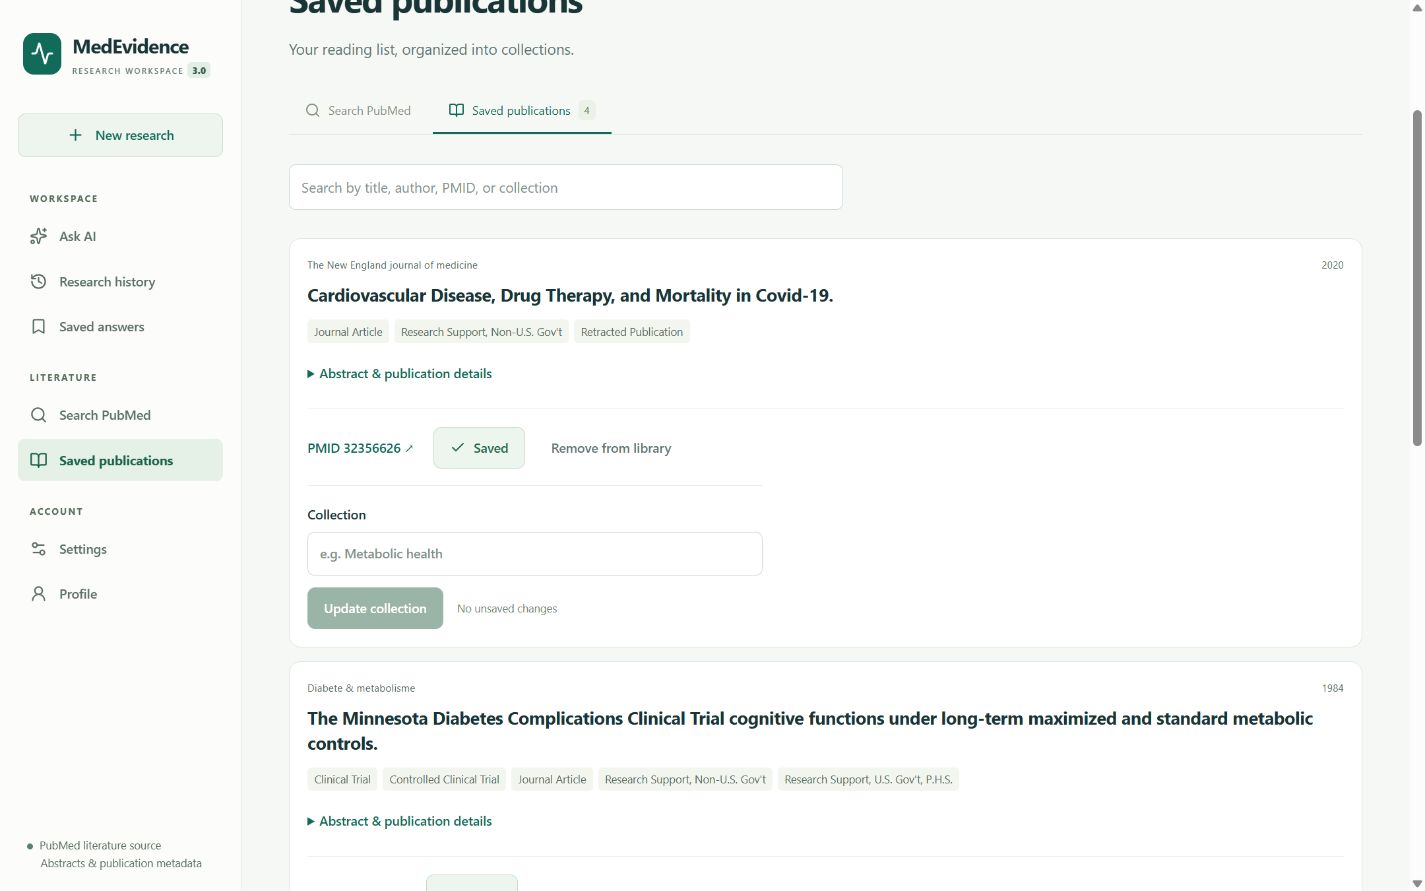 MedEvidence
RESEARCH WORKSPACE 3.0
New research
WORKSPACE
Ask AI
Research history
Saved answers
LITERATURE
Search PubMed
Saved publications
ACCOUNT
Settings
Profile
PubMed literature source
Abstracts & publication metadata
Saved publications
Your reading list, organized into collections.
Search PubMed
Saved publications 4
Search by title, author, PMID, or collection
The New England journal of medicine 2020
Cardiovascular Disease, Drug Therapy, and Mortality in Covid-19.
Journal Article Research Support, Non-U.S. Gov't Retracted Publication
Abstract & publication details
PMID 32356626 ↗ Saved Remove from library
Collection
e.g. Metabolic health
Update collection No unsaved changes
Diabete & metabolisme 1984
The Minnesota Diabetes Complications Clinical Trial cognitive functions under long-term maximized and standard metabolic
controls.
Clinical Trial Controlled Clinical Trial Journal Article Research Support, Non-U.S. Gov't Research Support, U.S. Gov't, P.H.S.
Abstract & publication details